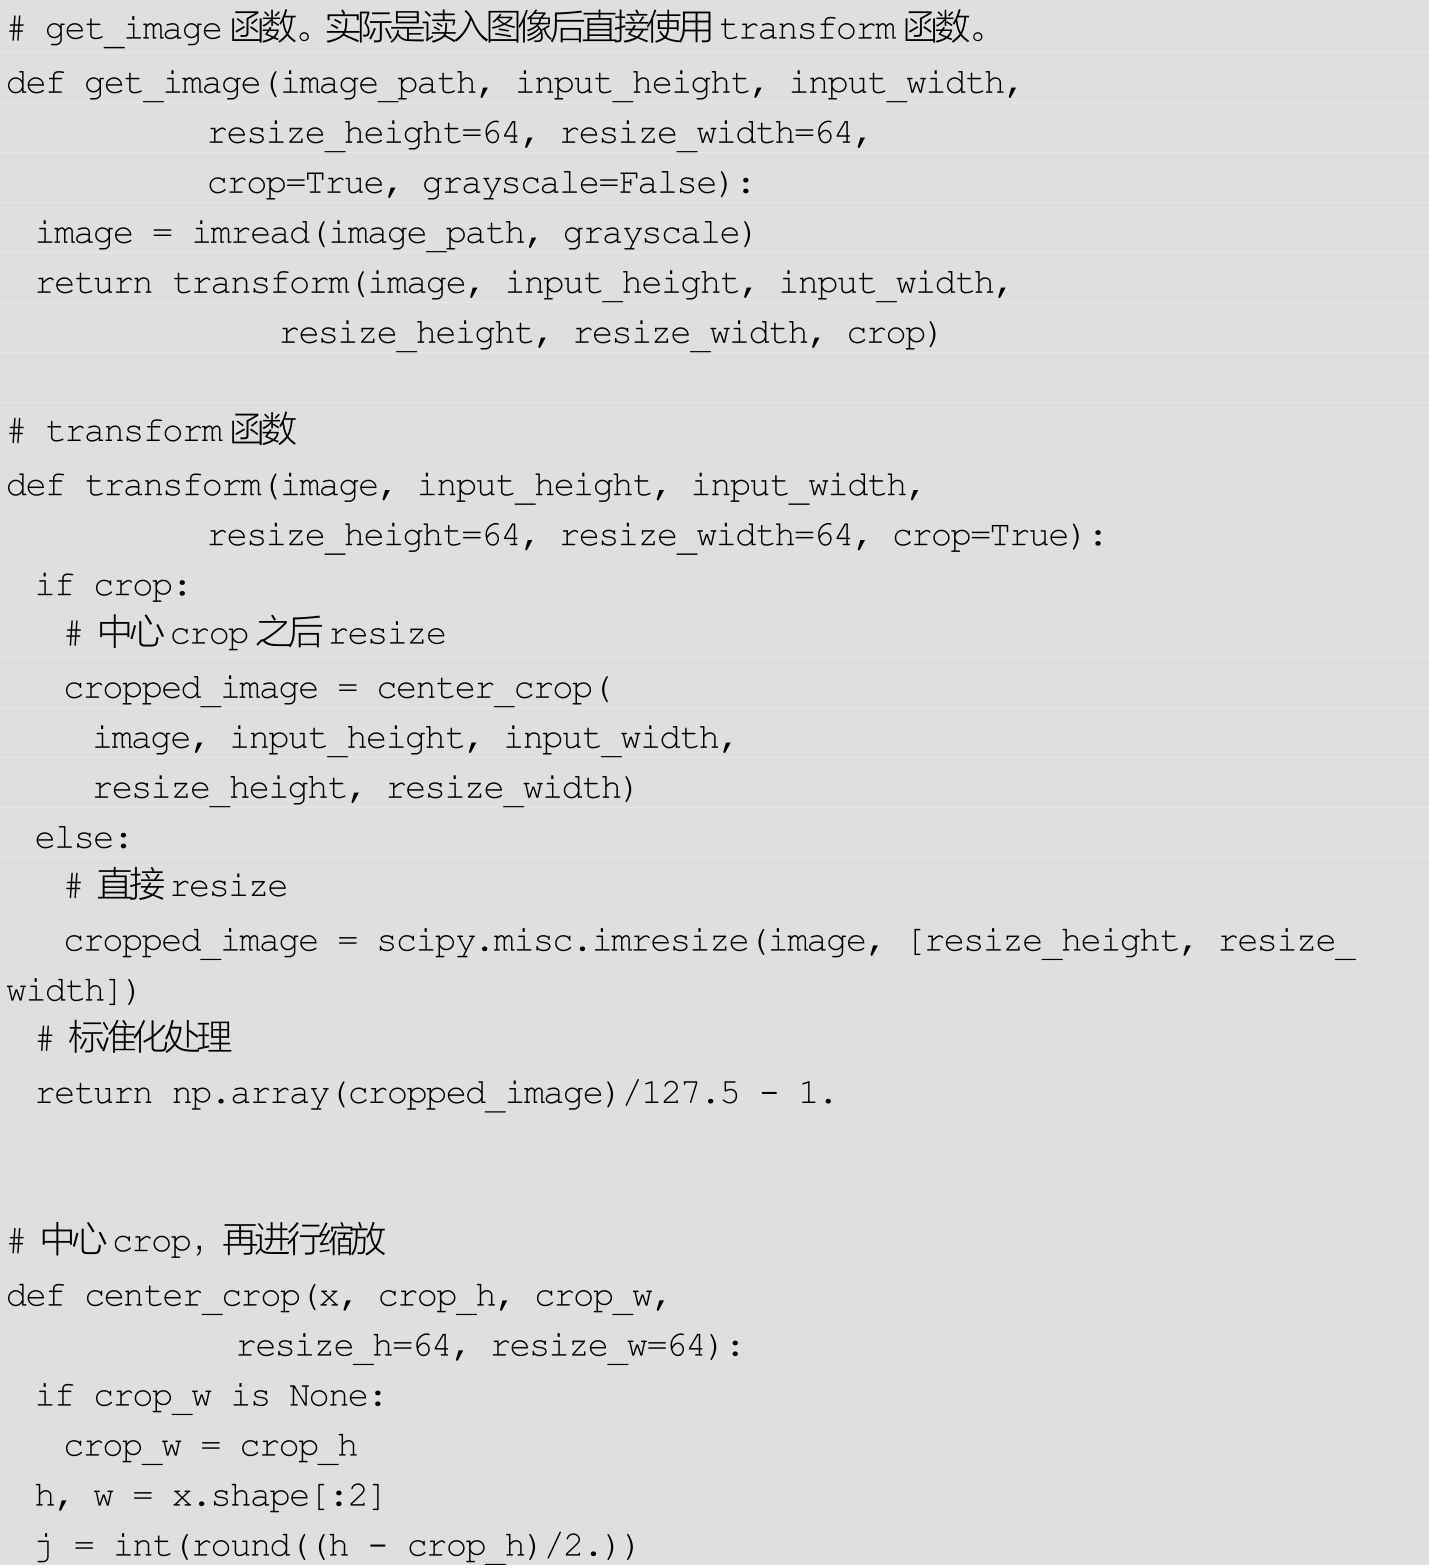 # get_image 函数。实际是读入图像后直接使用 transform 函数。
def get_image(image_path, input_height, input_width,
              resize_height=64, resize_width=64,
              crop=True, grayscale=False):
  image = imread(image_path, grayscale)
  return transform(image, input_height, input_width,
                   resize_height, resize_width, crop)

# transform 函数
def transform(image, input_height, input_width,
              resize_height=64, resize_width=64, crop=True):
  if crop:
    # 中心 crop 之后 resize
    cropped_image = center_crop(
      image, input_height, input_width,
      resize_height, resize_width)
  else:
    # 直接 resize
    cropped_image = scipy.misc.imresize(image, [resize_height, resize_
width])
  # 标准化处理
  return np.array(cropped_image)/127.5 - 1.

# 中心 crop，再进行缩放
def center_crop(x, crop_h, crop_w,
                resize_h=64, resize_w=64):
  if crop_w is None:
    crop_w = crop_h
  h, w = x.shape[:2]
  j = int(round((h - crop_h)/2.))